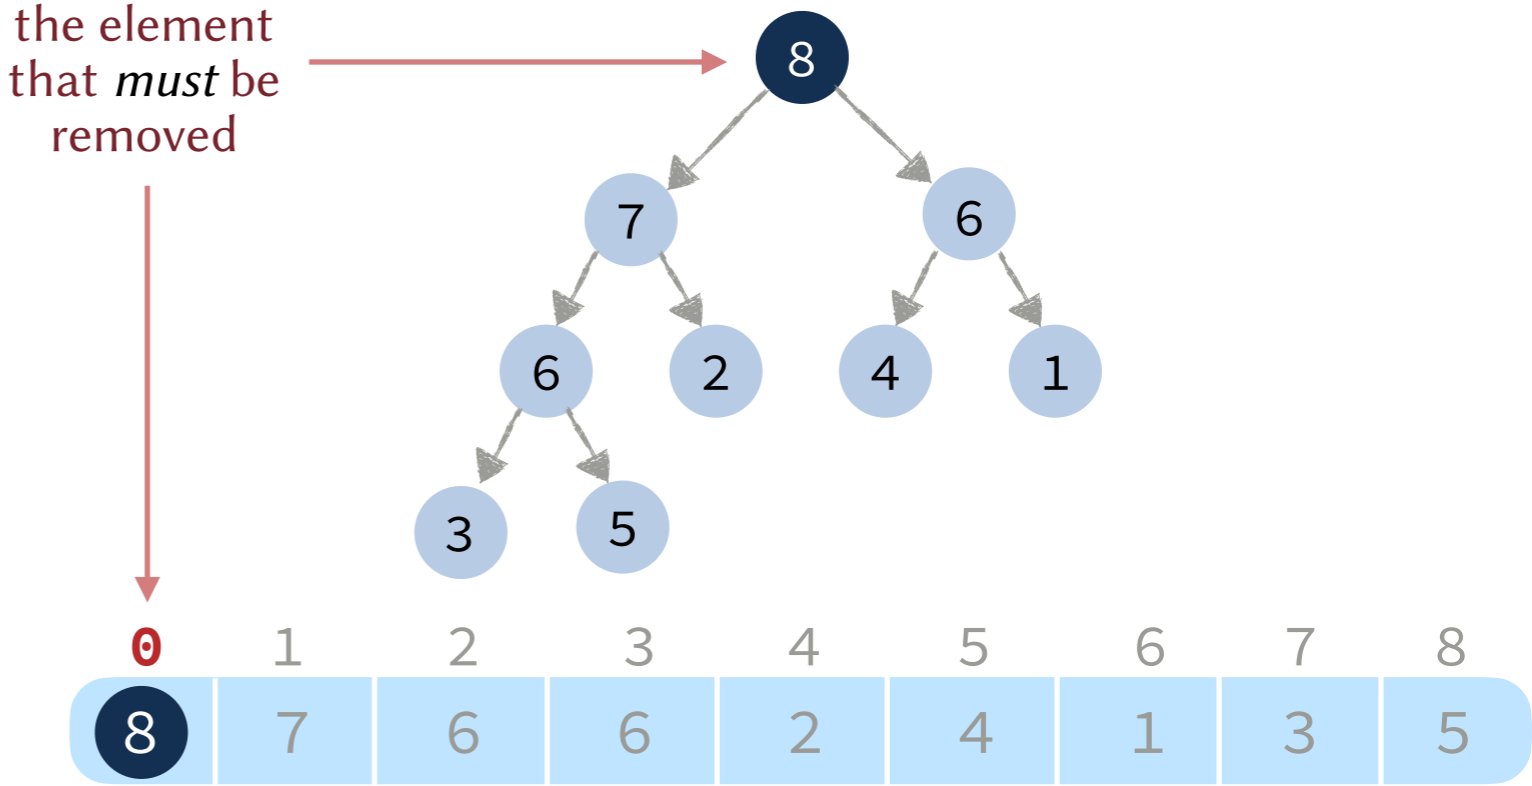 the element
that must be
removed
8
7 6
6 2 4 1
3 5
0 1 2 3 4 5 6 7 8
8 7 6 6 2 4 1 3 5